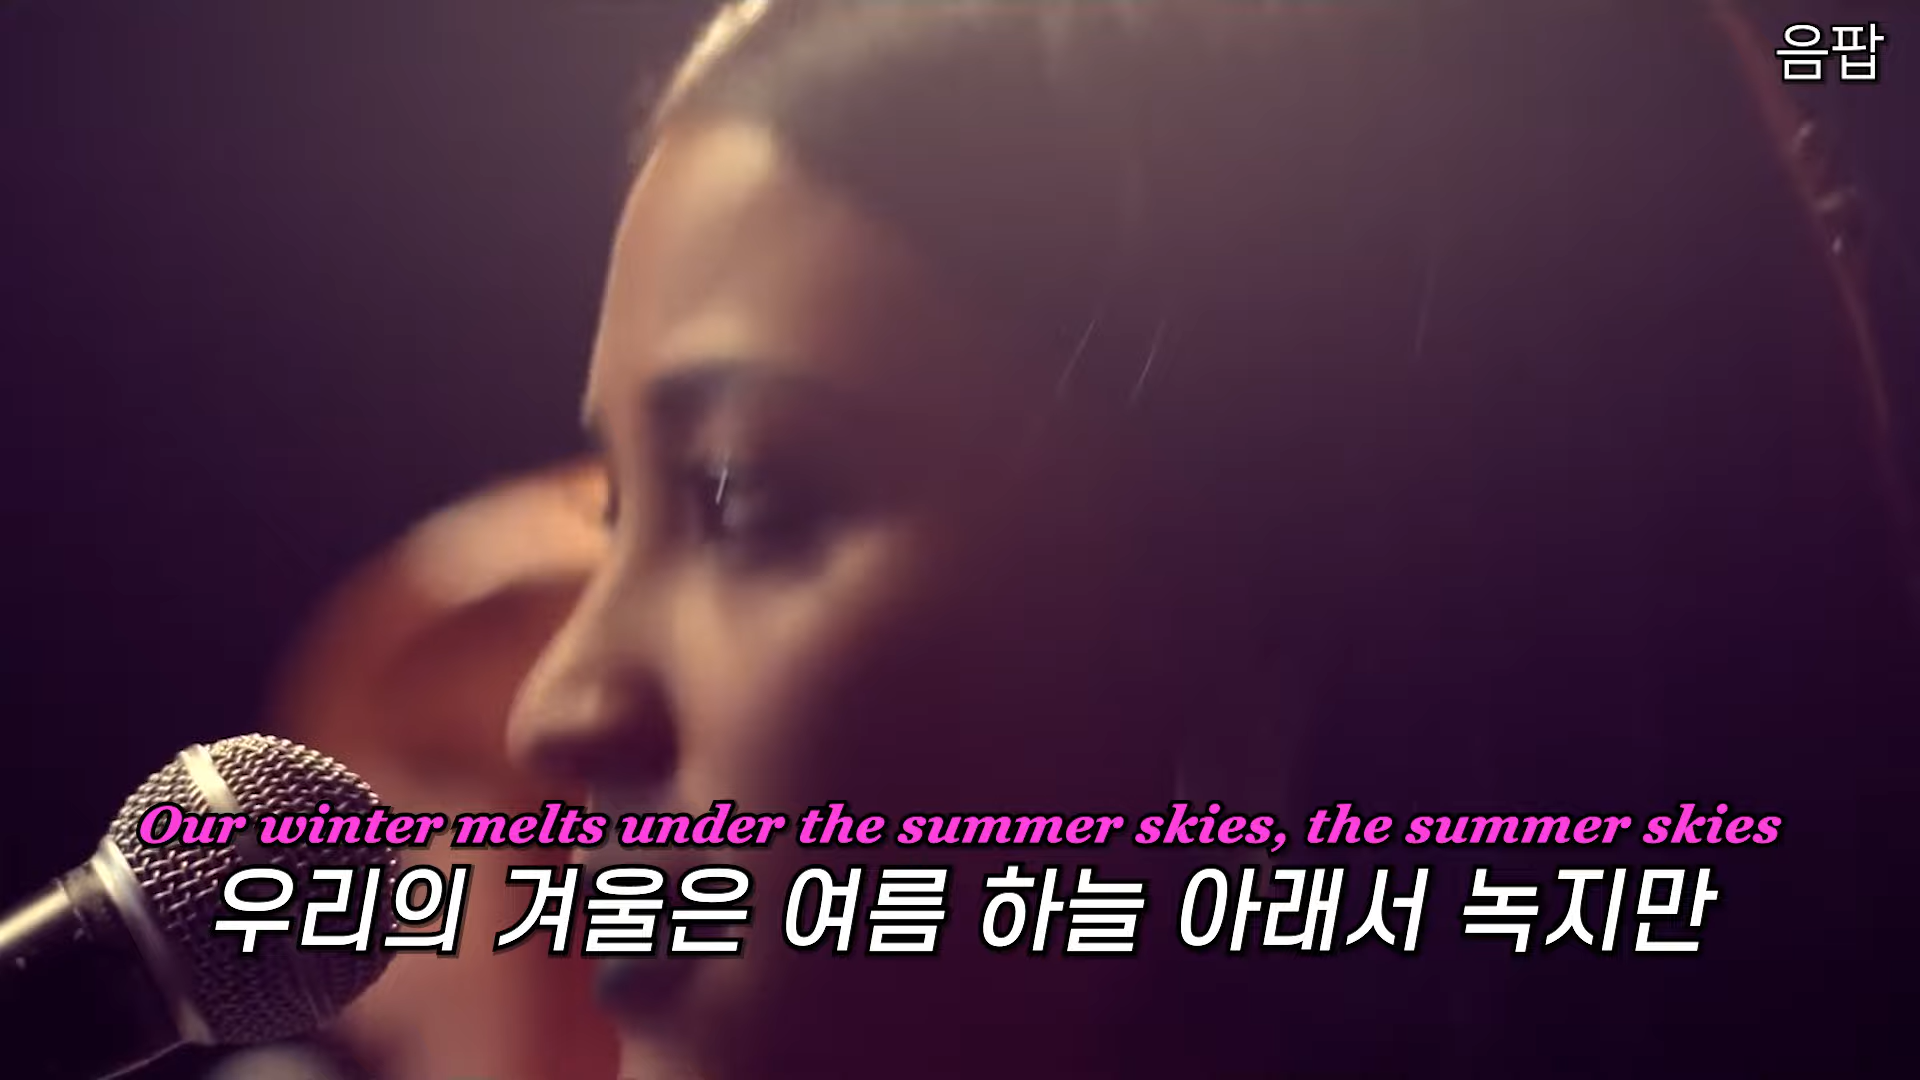 음팝
Our winter melts under the summer skies, the summer skies
우리의 겨울은 여름 하늘 아래서 녹지만